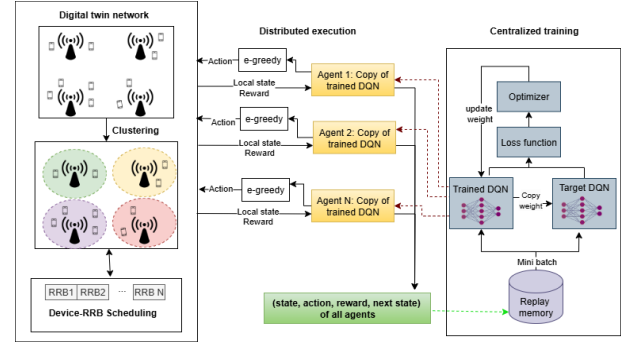 Digital twin network
Distributed execution
Centralized training
Clustering
RRB1 RRB2 ... RRB N
Device-RRB Scheduling
Action
e-greedy
Agent 1: Copy of
trained DQN
Local state
Reward
Action
e-greedy
Agent 2: Copy of
trained DQN
Local state
Reward
Action
e-greedy
Agent N: Copy of
trained DQN
Local state
Reward
(state, action, reward, next state)
of all agents
Optimizer
update
weight
Loss function
Trained DQN
Copy
weight
Target DQN
Mini batch
Replay
memory